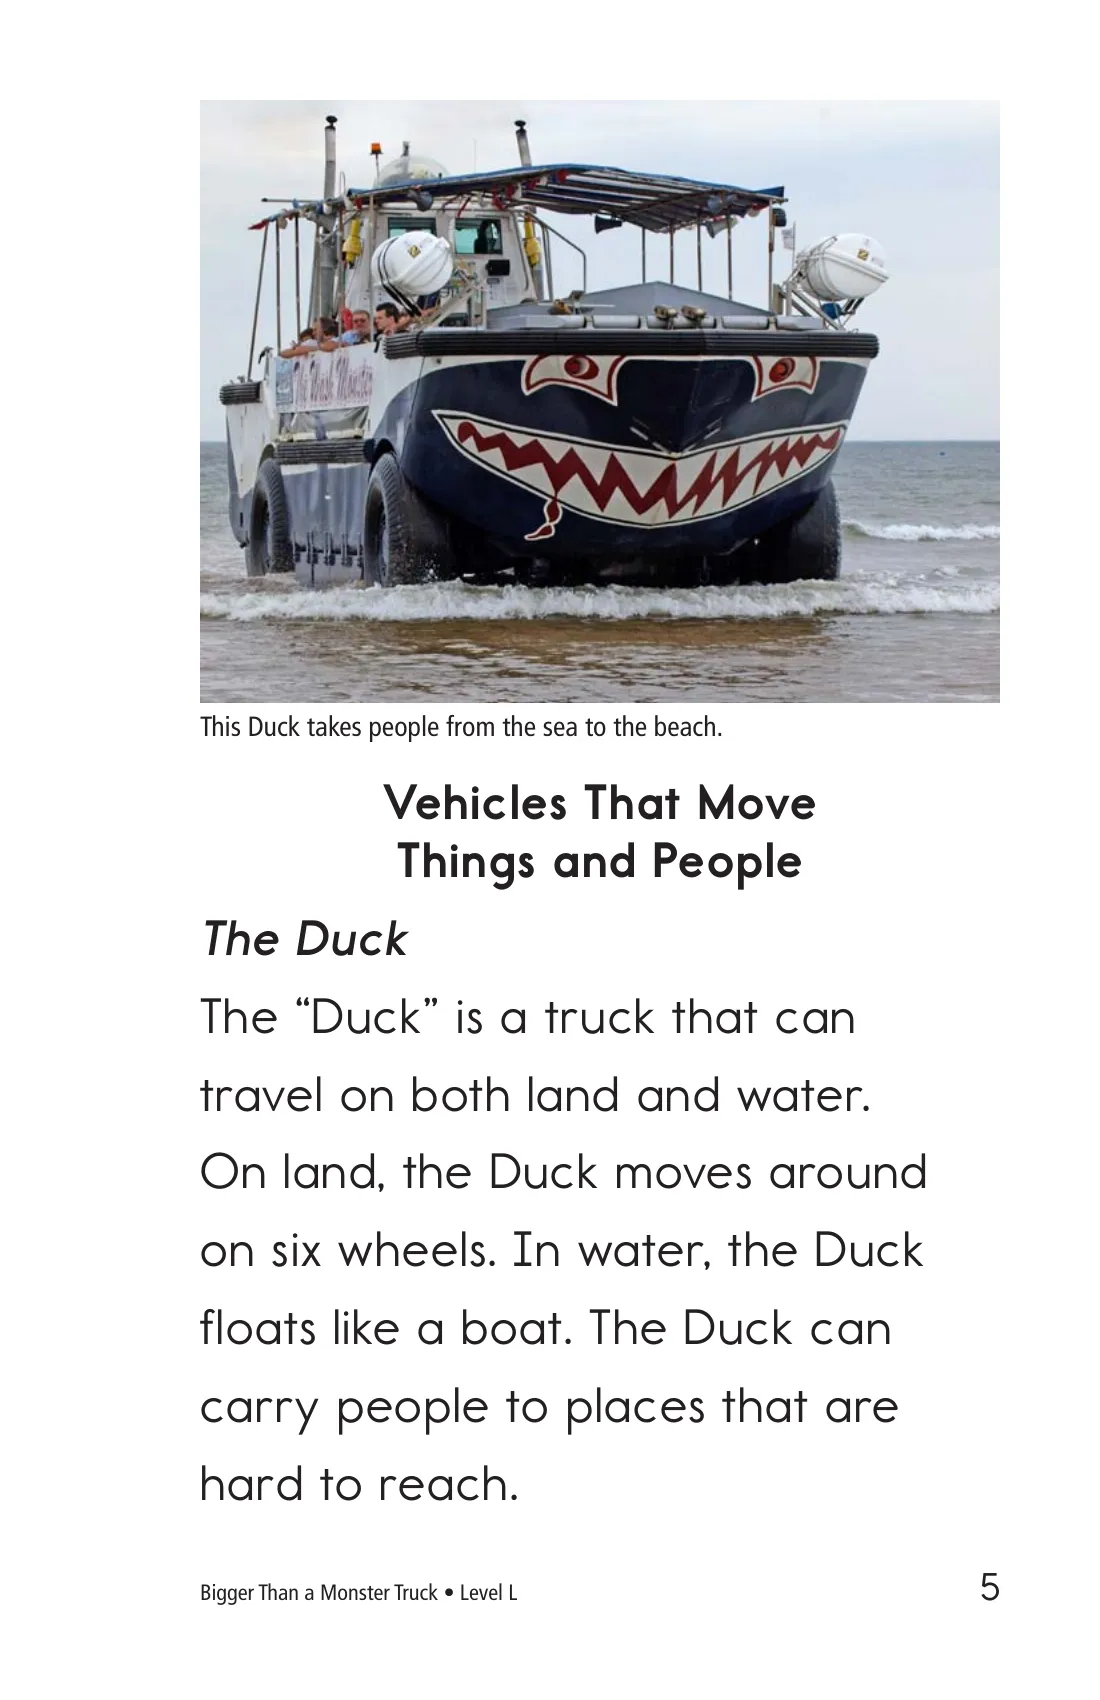 The Wash Monster
This Duck takes people from the sea to the beach.
Vehicles That Move
Things and People
The Duck
The “Duck” is a truck that can
travel on both land and water.
On land, the Duck moves around
on six wheels. In water, the Duck
floats like a boat. The Duck can
carry people to places that are
hard to reach.
Bigger Than a Monster Truck • Level L
5